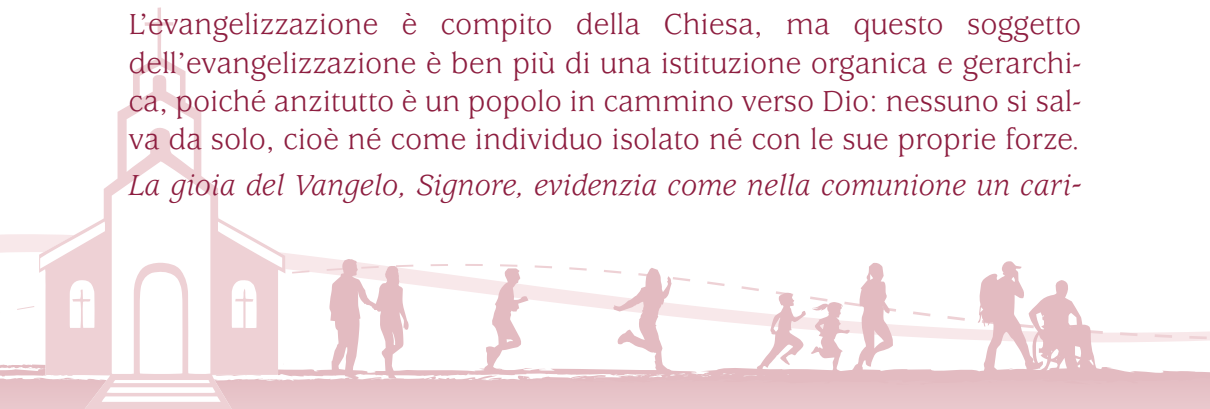 L'evangelizzazione è compito della Chiesa, ma questo soggetto
dell'evangelizzazione è ben più di una istituzione organica e gerarchi-
ca, poiché anzitutto è un popolo in cammino verso Dio: nessuno si sal-
va da solo, cioè né come individuo isolato né con le sue proprie forze.
La gioia del Vangelo, Signore, evidenzia come nella comunione un cari-